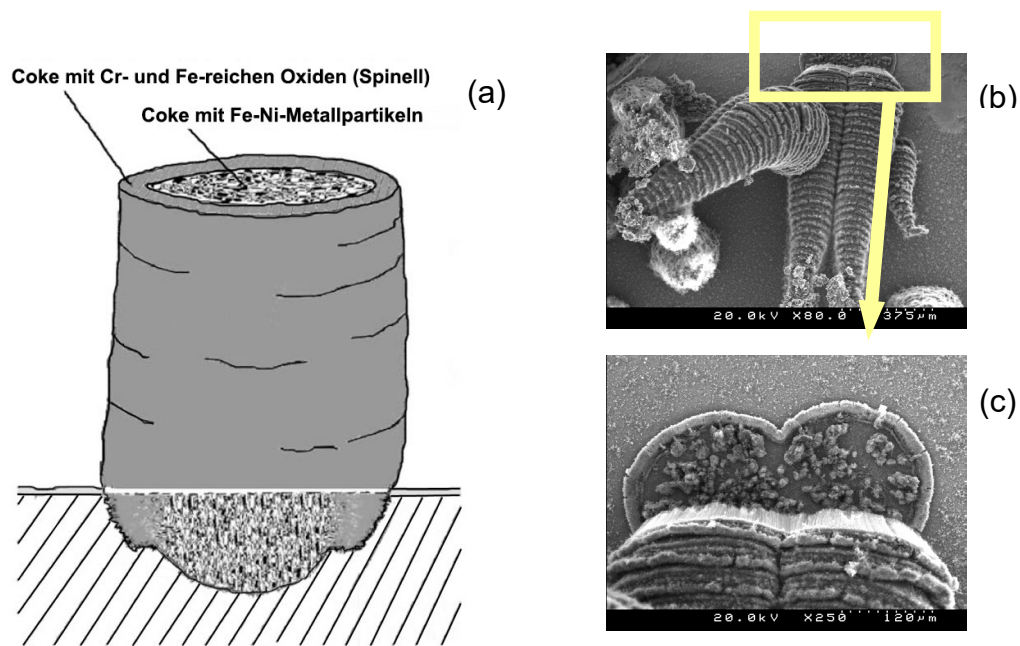 Coke mit Cr- und Fe-reichen Oxiden (Spinell)
Coke mit Fe-Ni-Metallpartikeln
(a)
(b)
20.0kV X80.0 375µm
(c)
20.0kV X250 120µm